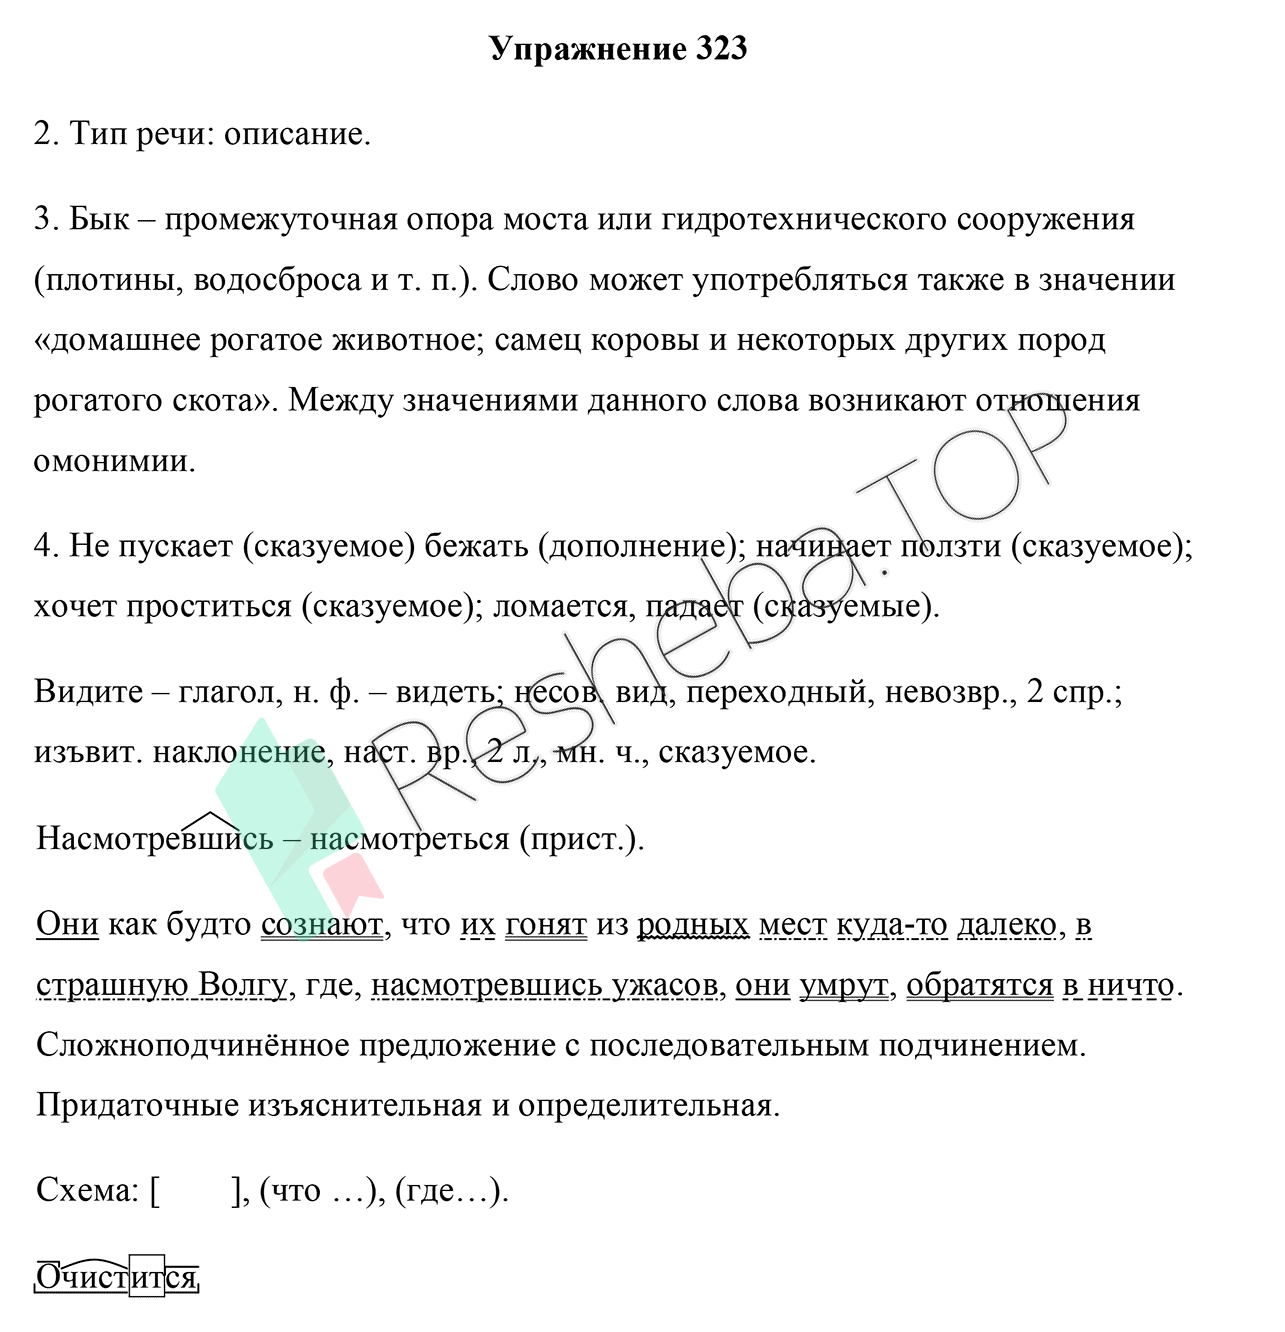 Упражнение 323
2. Тип речи: описание.
3. Бык – промежуточная опора моста или гидротехнического сооружения
(плотины, водосброса и т. п.). Слово может употребляться также в значении
«домашнее рогатое животное; самец коровы и некоторых других пород
рогатого скота». Между значениями данного слова возникают отношения
омонимии.
4. Не пускает (сказуемое) бежать (дополнение); начинает ползти (сказуемое);
хочет проститься (сказуемое); ломается, падает (сказуемые).
Видите – глагол, н. ф. – видеть; несов. вид, переходный, невозвр., 2 спр.;
изъвит. наклонение, наст. вр., 2 л., мн. ч., сказуемое.
Насмотревшись – насмотреться (прист.).
Они как будто сознают, что их гонят из родных мест куда-то далеко, в
страшную Волгу, где, насмотревшись ужасов, они умрут, обратятся в ничто.
Сложноподчинённое предложение с последовательным подчинением.
Придаточные изъяснительная и определительная.
Схема: [ ], (что …), (где…).
Очистится
Resheba.TOP